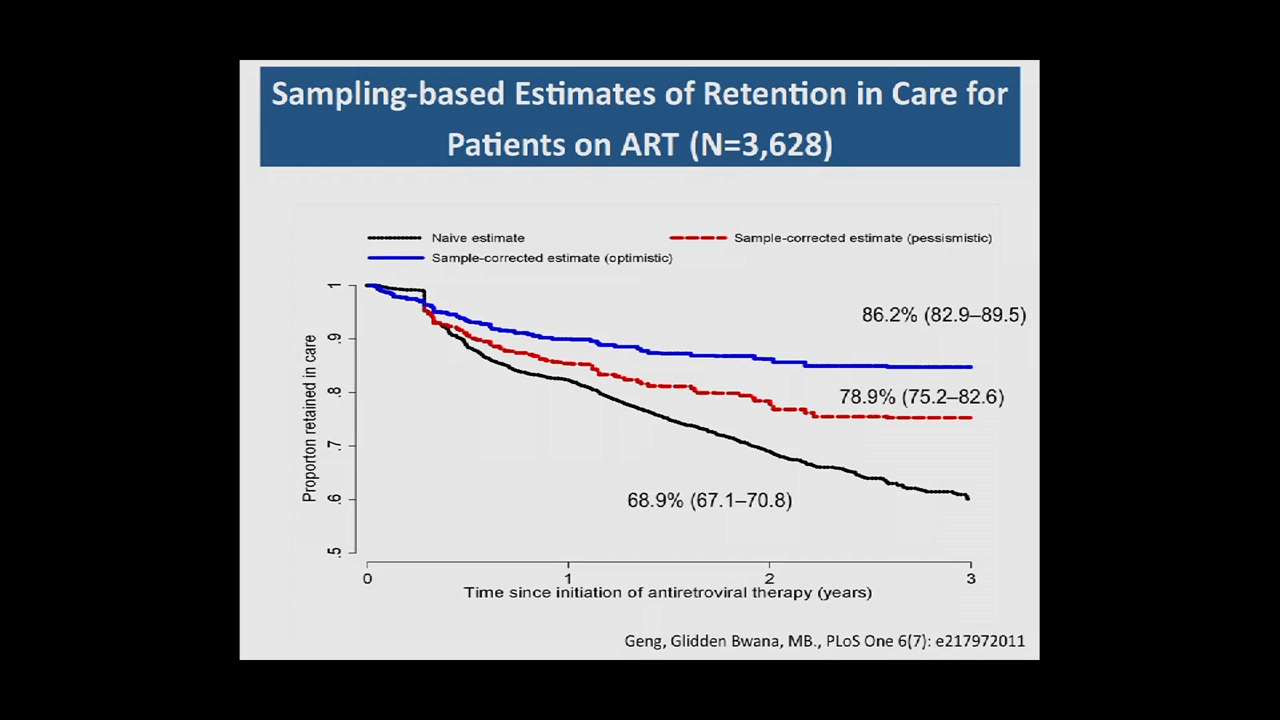 Sampling-based Estimates of Retention in Care for
Patients on ART (N=3,628)
Naive estimate
Sample-corrected estimate (pessismistic)
Sample-corrected estimate (optimistic)
Proporton retained in care
1
.9
.8
.7
.6
.5
86.2% (82.9–89.5)
78.9% (75.2–82.6)
68.9% (67.1–70.8)
0 1 2 3
Time since initiation of antiretroviral therapy (years)
Geng, Glidden Bwana, MB., PLoS One 6(7): e217972011